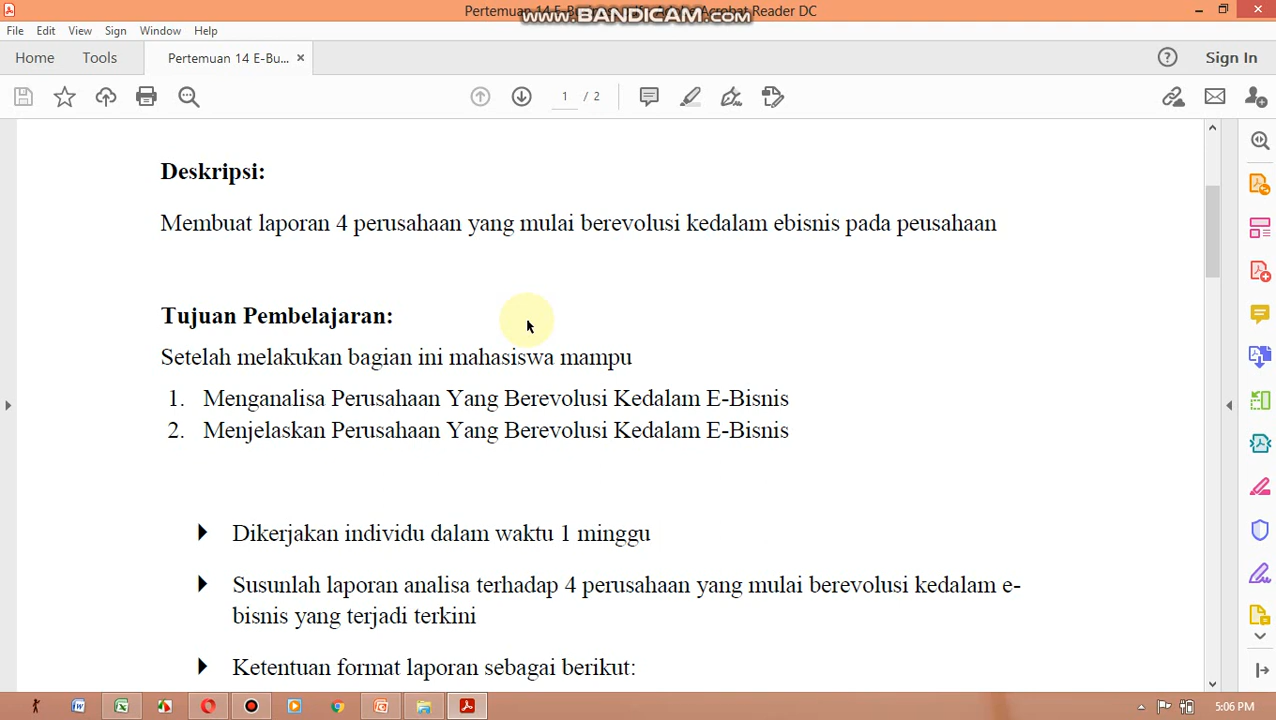 Pertemuan 14 E-Bu
Reader DC
www.BANDICAM.com
File Edit View Sign Window Help
Home Tools Pertemuan 14 E-Bu... × Sign In
1 / 2
Deskripsi:
Membuat laporan 4 perusahaan yang mulai berevolusi kedalam ebisnis pada peusahaan
Tujuan Pembelajaran:
Setelah melakukan bagian ini mahasiswa mampu
1. Menganalisa Perusahaan Yang Berevolusi Kedalam E-Bisnis
2. Menjelaskan Perusahaan Yang Berevolusi Kedalam E-Bisnis
Dikerjakan individu dalam waktu 1 minggu
Susunlah laporan analisa terhadap 4 perusahaan yang mulai berevolusi kedalam e-
bisnis yang terjadi terkini
Ketentuan format laporan sebagai berikut:
5:06 PM